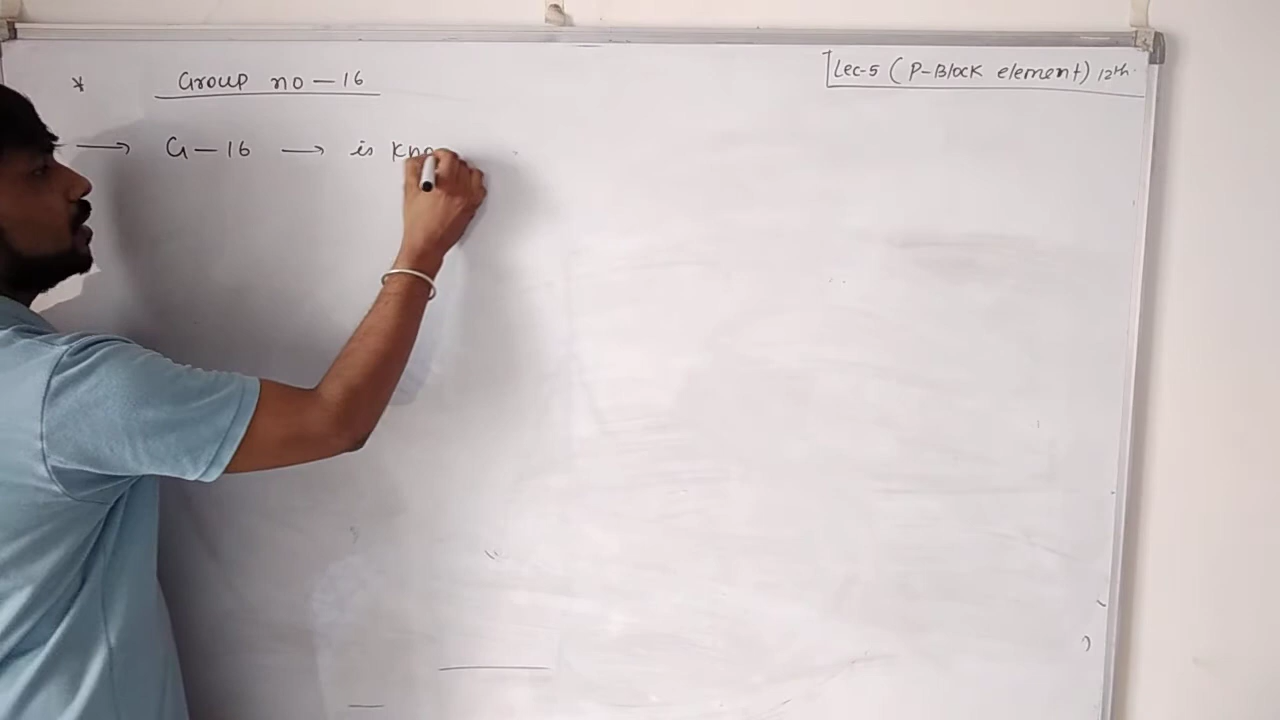 * Group no - 16
Lec-5 (P-Block element) 12th.
→ G - 16 → is Kno